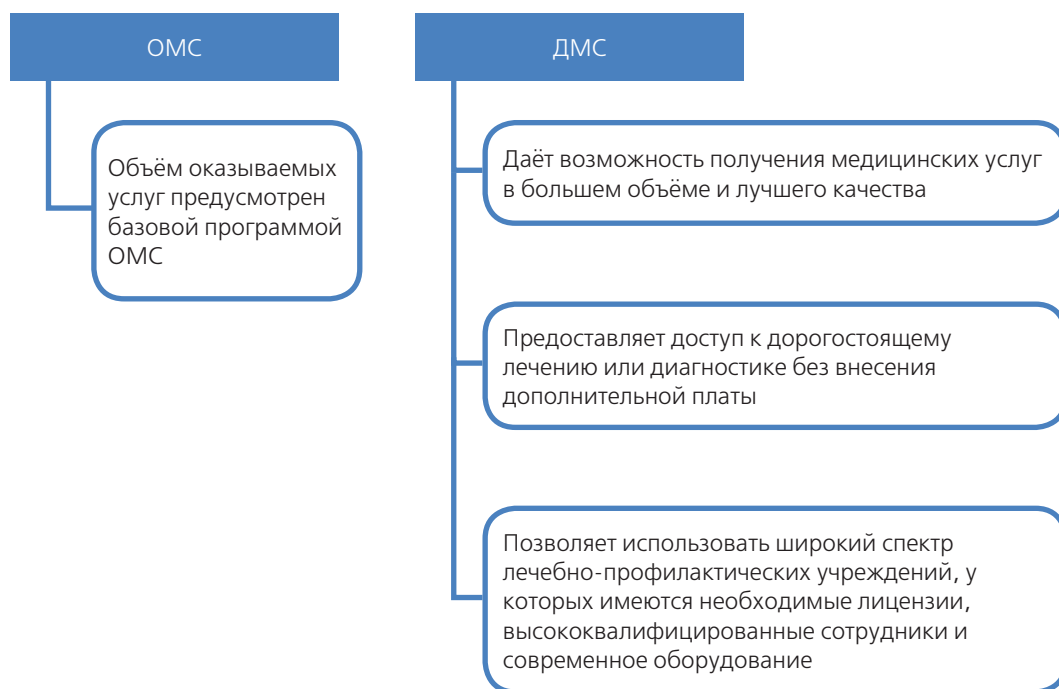 ОМС
Объём оказываемых
услуг предусмотрен
базовой программой
ОМС
ДМС
Даёт возможность получения медицинских услуг
в большем объёме и лучшего качества
Предоставляет доступ к дорогостоящему
лечению или диагностике без внесения
дополнительной платы
Позволяет использовать широкий спектр
лечебно-профилактических учреждений, у
которых имеются необходимые лицензии,
высококвалифицированные сотрудники и
современное оборудование